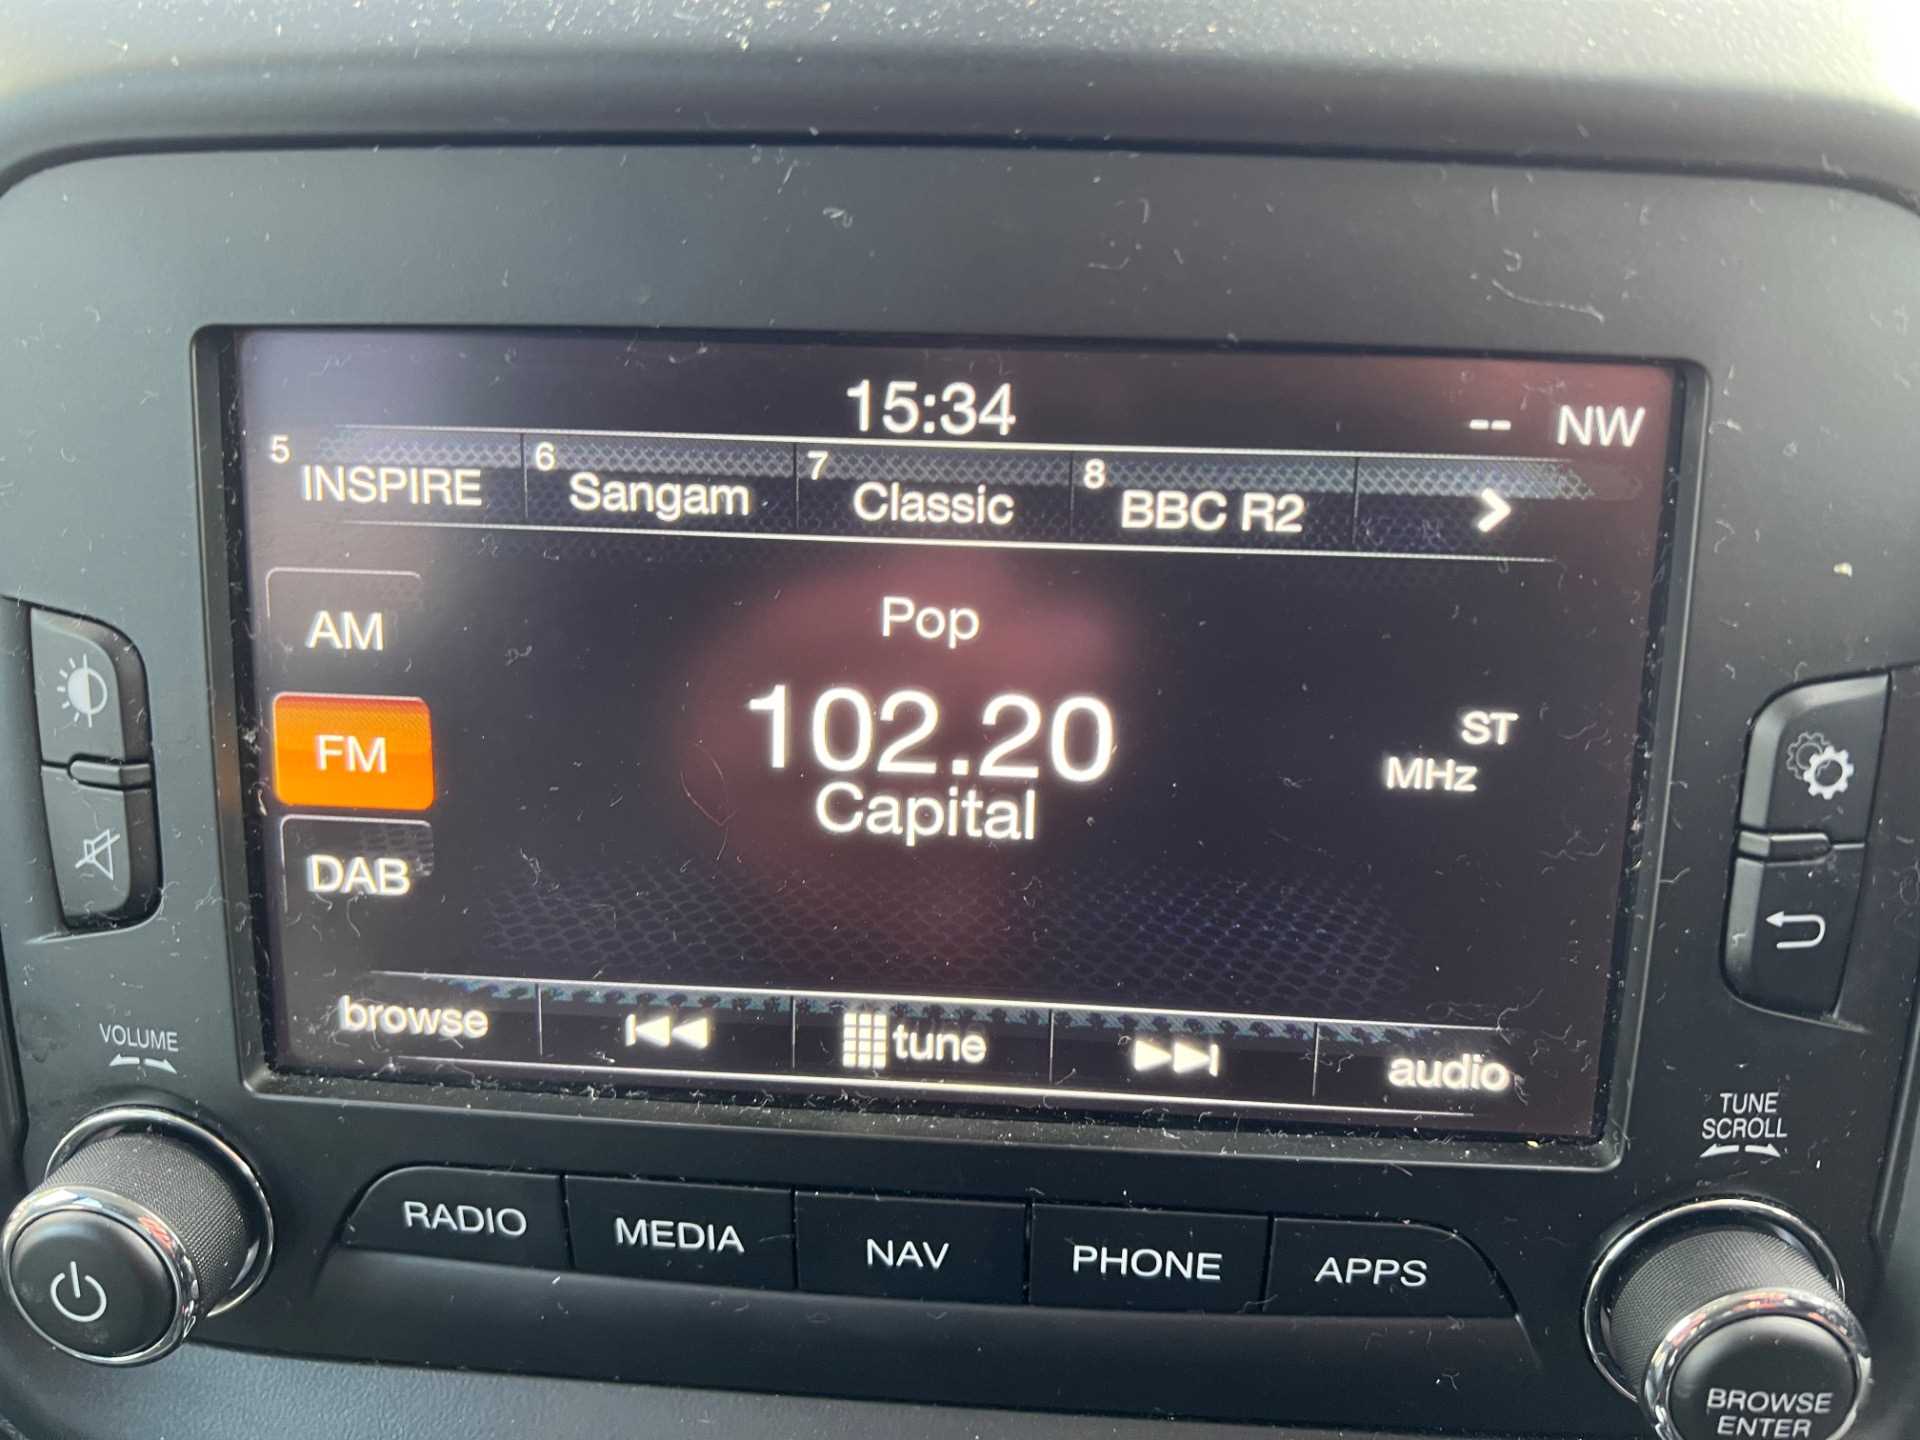 15:34
-- NW
5 INSPIRE 6 Sangam 7 Classic 8 BBC R2
Pop
AM
FM
DAB
102.20
Capital
ST
MHz
browse tune audio
VOLUME
TUNE
SCROLL
RADIO MEDIA NAV PHONE APPS
BROWSE
ENTER